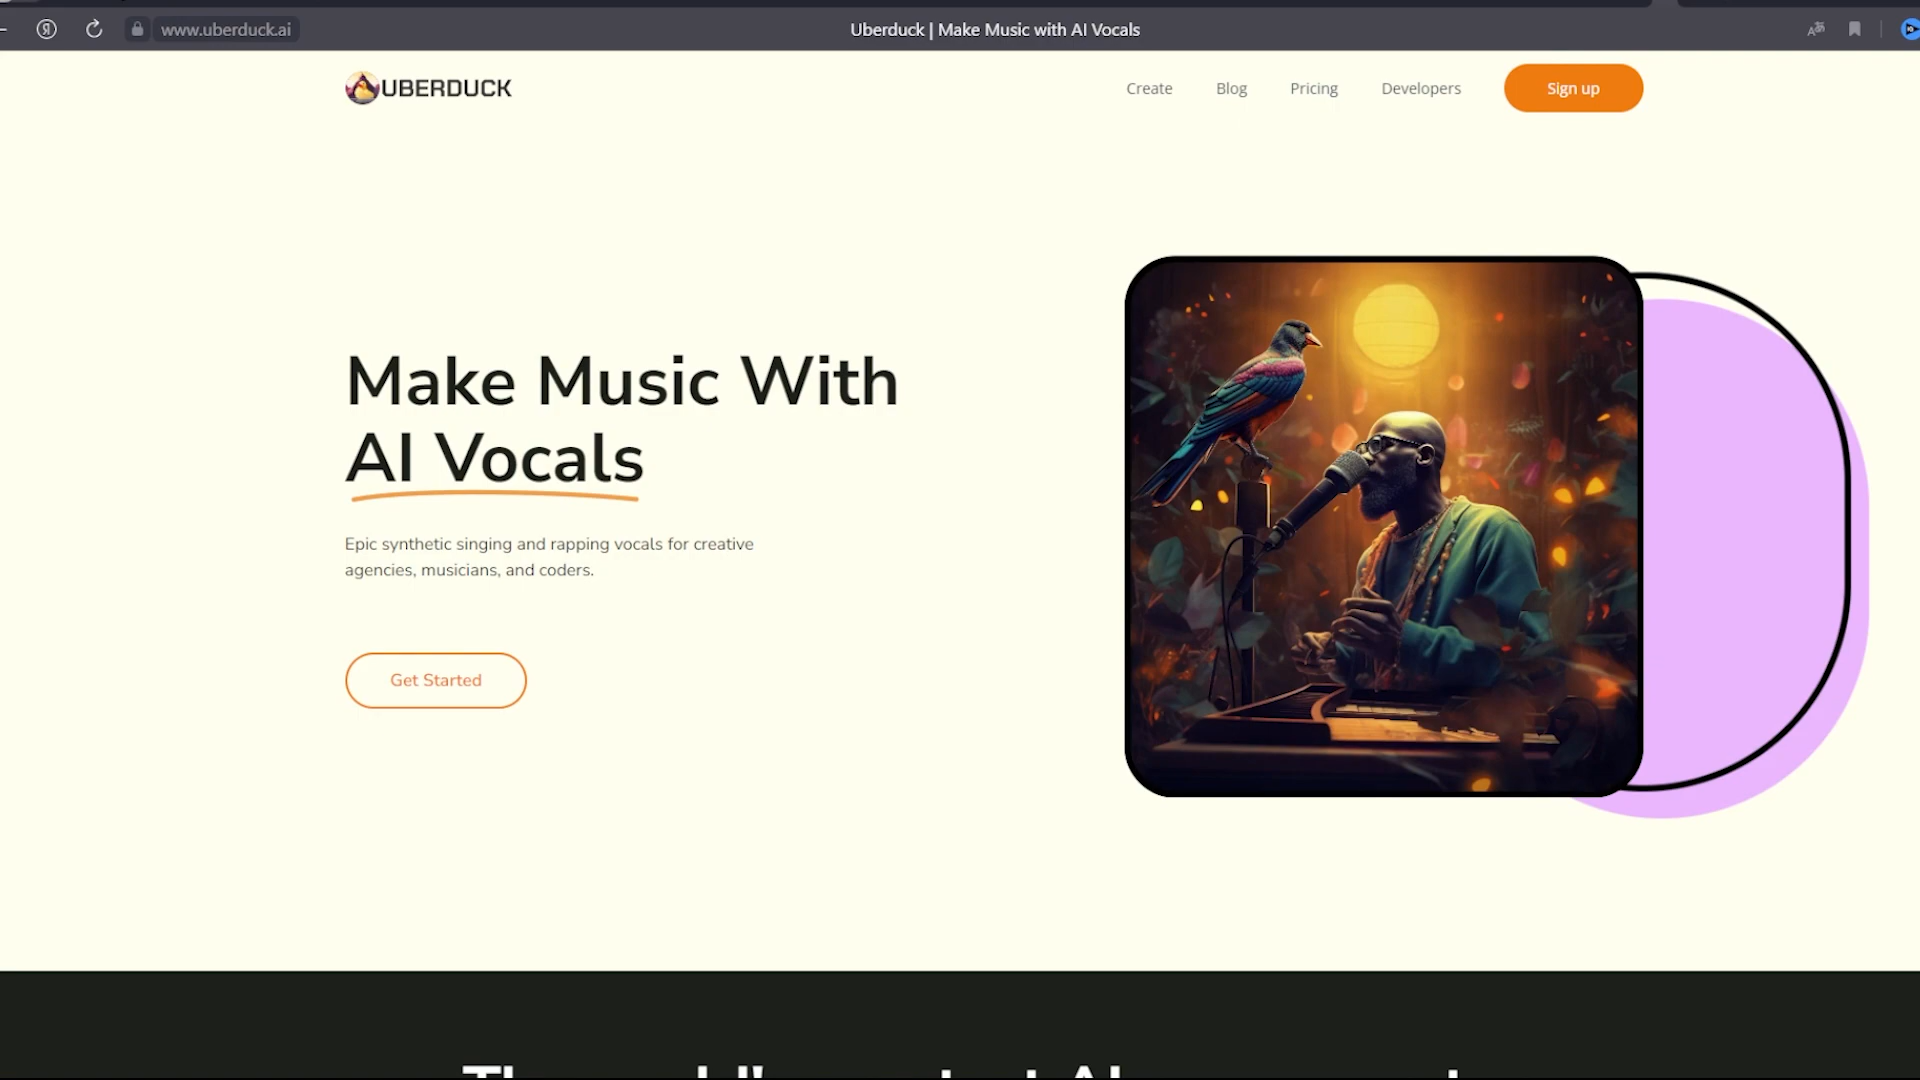 www.uberduck.ai
Uberduck | Make Music with AI Vocals
UBERDUCK
Create
Blog
Pricing
Developers
Sign up
Make Music With
AI Vocals
Epic synthetic singing and rapping vocals for creative
agencies, musicians, and coders.
Get Started